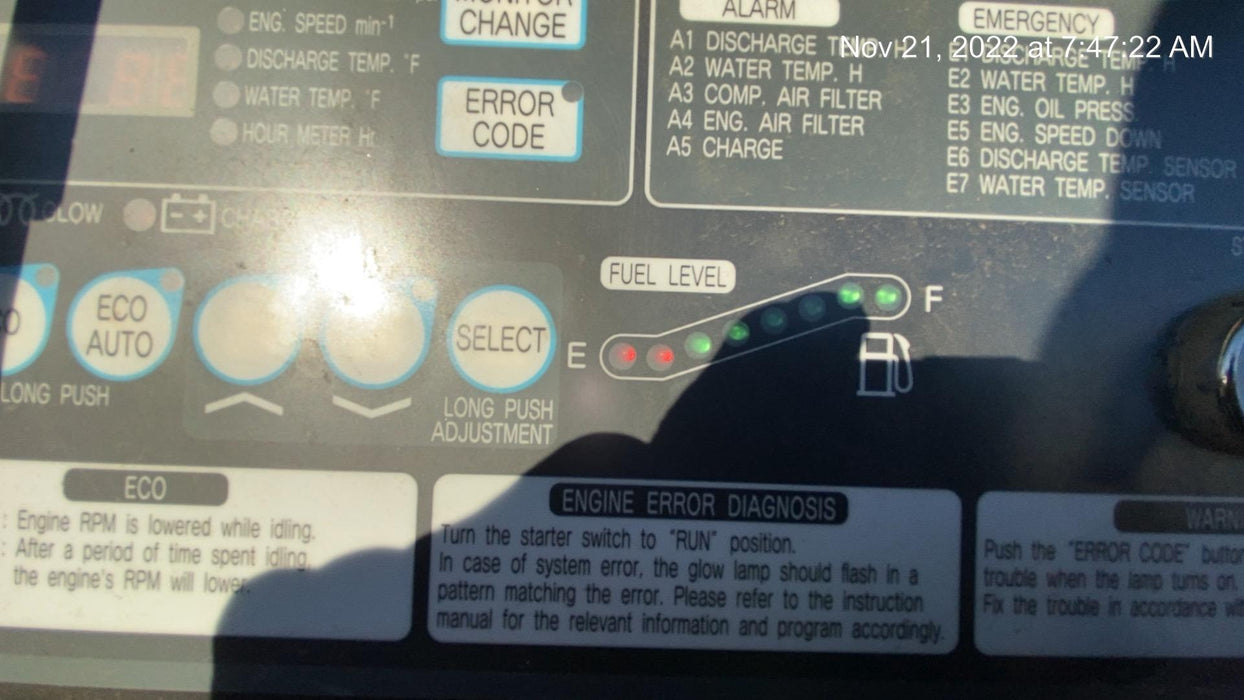 ENG. SPEED min-1
DISCHARGE TEMP. °F
WATER TEMP. °F
HOUR METER Hr
MONITOR
CHANGE
ERROR
CODE
ALARM
A1 DISCHARGE TEMP. H
A2 WATER TEMP. H
A3 COMP. AIR FILTER
A4 ENG. AIR FILTER
A5 CHARGE
EMERGENCY
Nov 21, 2022 at 7:47:22 AM
DISCHARGE TEMP. H
E2 WATER TEMP. H
E3 ENG. OIL PRESS.
E5 ENG. SPEED DOWN
E6 DISCHARGE TEMP. SENSOR
E7 WATER TEMP. SENSOR
GLOW
- +
ECO
AUTO
LONG PUSH
SELECT
LONG PUSH
ADJUSTMENT
FUEL LEVEL
E
F
ECO
: Engine RPM is lowered while idling.
: After a period of time spent idling,
the engine's RPM will lower.
ENGINE ERROR DIAGNOSIS
Turn the starter switch to "RUN" position.
In case of system error, the glow lamp should flash in a
pattern matching the error. Please refer to the instruction
manual for the relevant information and program accordingly.
Push the "ERROR CODE"
trouble when the lamp turns on.
Fix the trouble in accordance